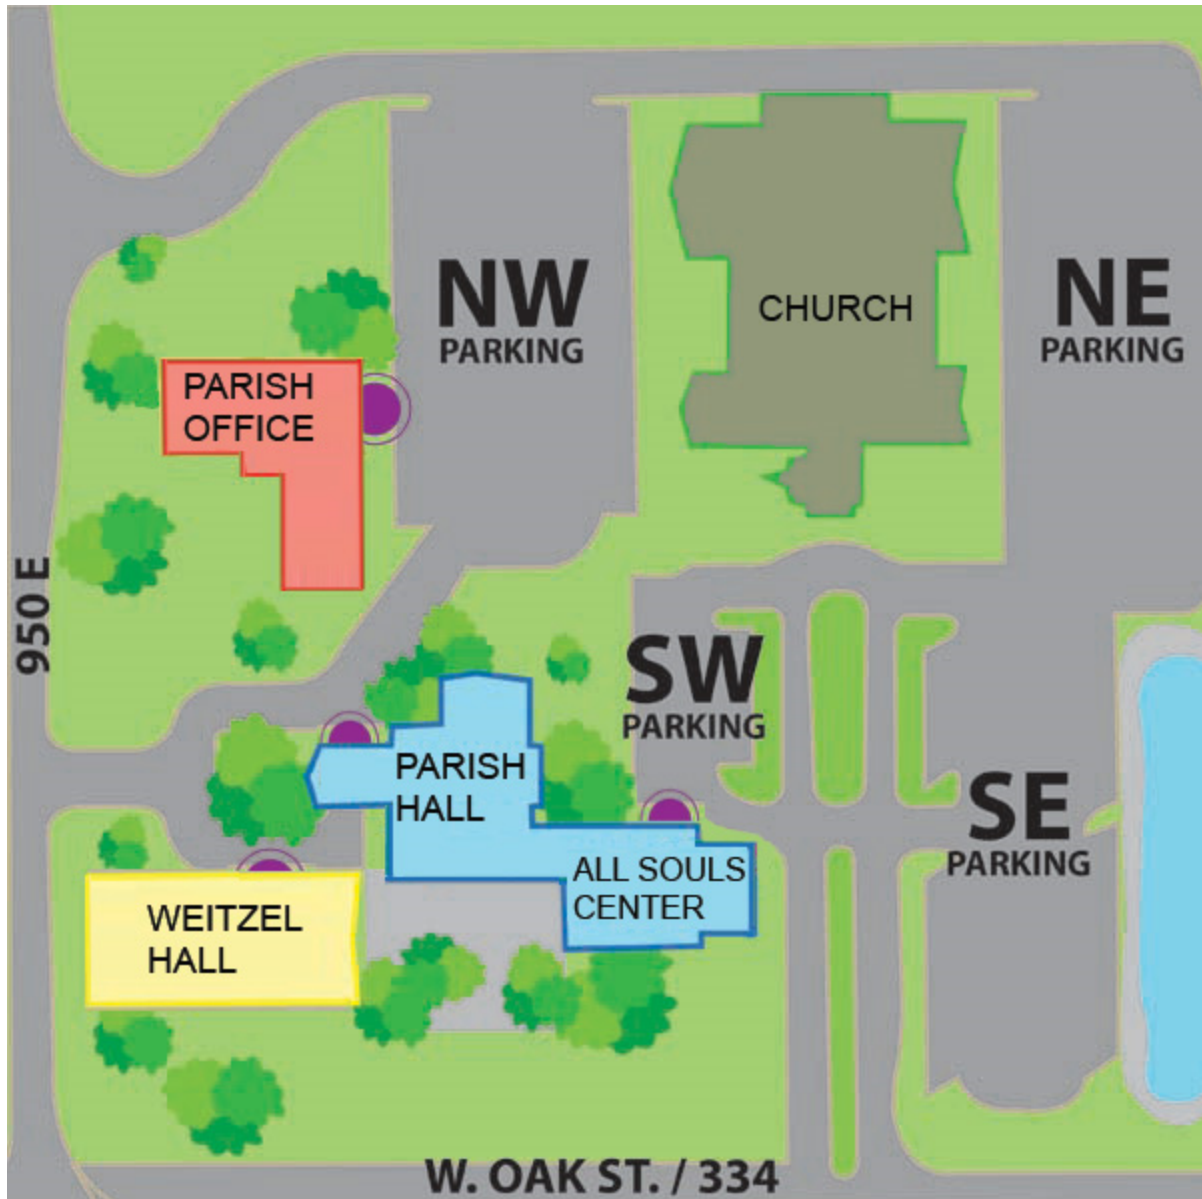 NW
PARKING
CHURCH
NE
PARKING
PARISH
OFFICE
950 E
SW
PARKING
PARISH
HALL
SE
PARKING
ALL SOULS
CENTER
WEITZEL
HALL
W. OAK ST. / 334